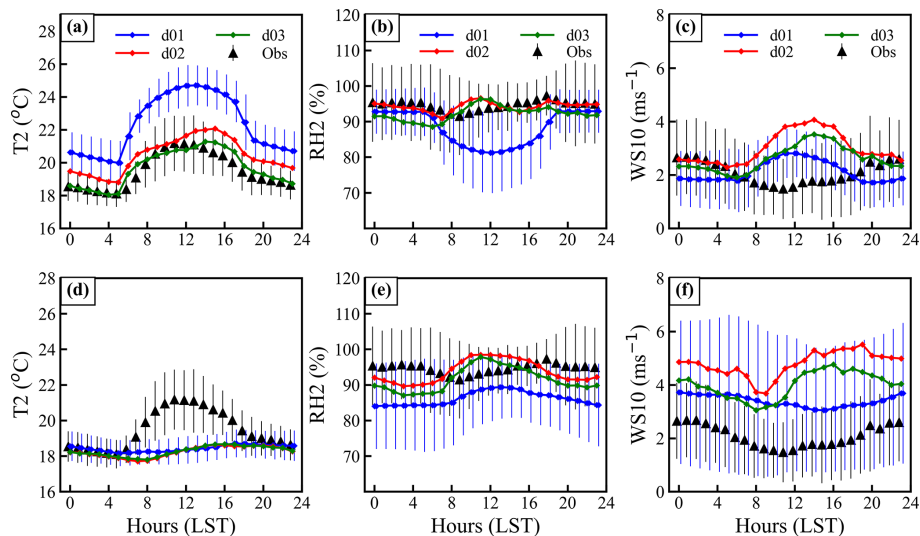 (a)
d01
d02
d03
Obs
T2 (°C)
28
26
24
22
20
18
16
0 4 8 12 16 20 24
(b)
d01
d02
d03
Obs
RH2 (%)
120
110
100
90
80
70
60
0 4 8 12 16 20 24
(c)
d01
d02
d03
Obs
WS10 (ms⁻¹)
8
6
4
2
0
0 4 8 12 16 20 24
(d)
T2 (°C)
28
26
24
22
20
18
16
0 4 8 12 16 20 24
Hours (LST)
(e)
RH2 (%)
120
110
100
90
80
70
0 4 8 12 16 20 24
Hours (LST)
(f)
WS10 (ms⁻¹)
8
6
4
2
0
0 4 8 12 16 20 24
Hours (LST)